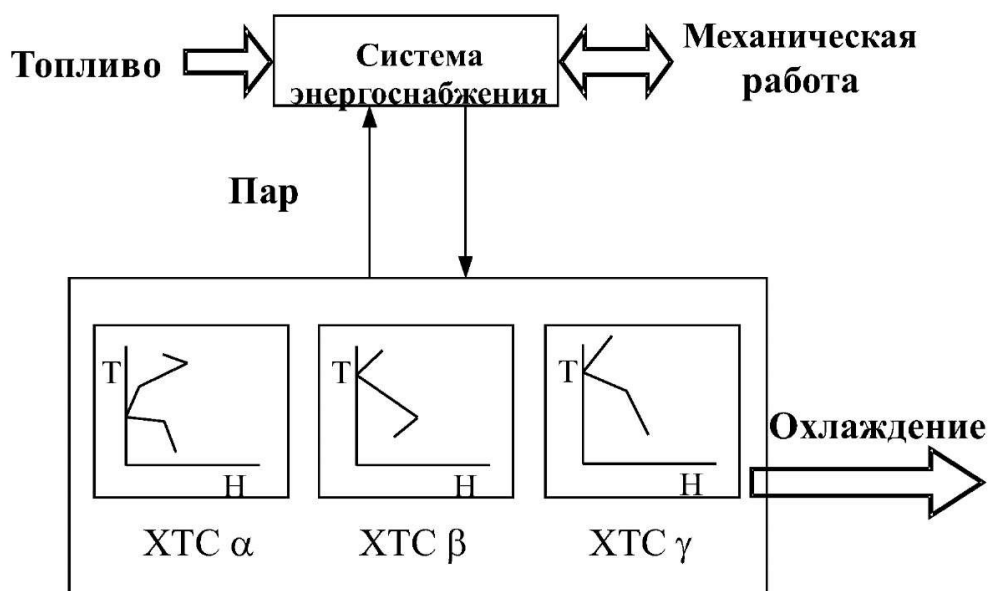 Топливо
Система
энергоснабжения
Механическая
работа
Пар
T
H
T
H
T
H
Охлаждение
ХТС α
ХТС β
ХТС γ